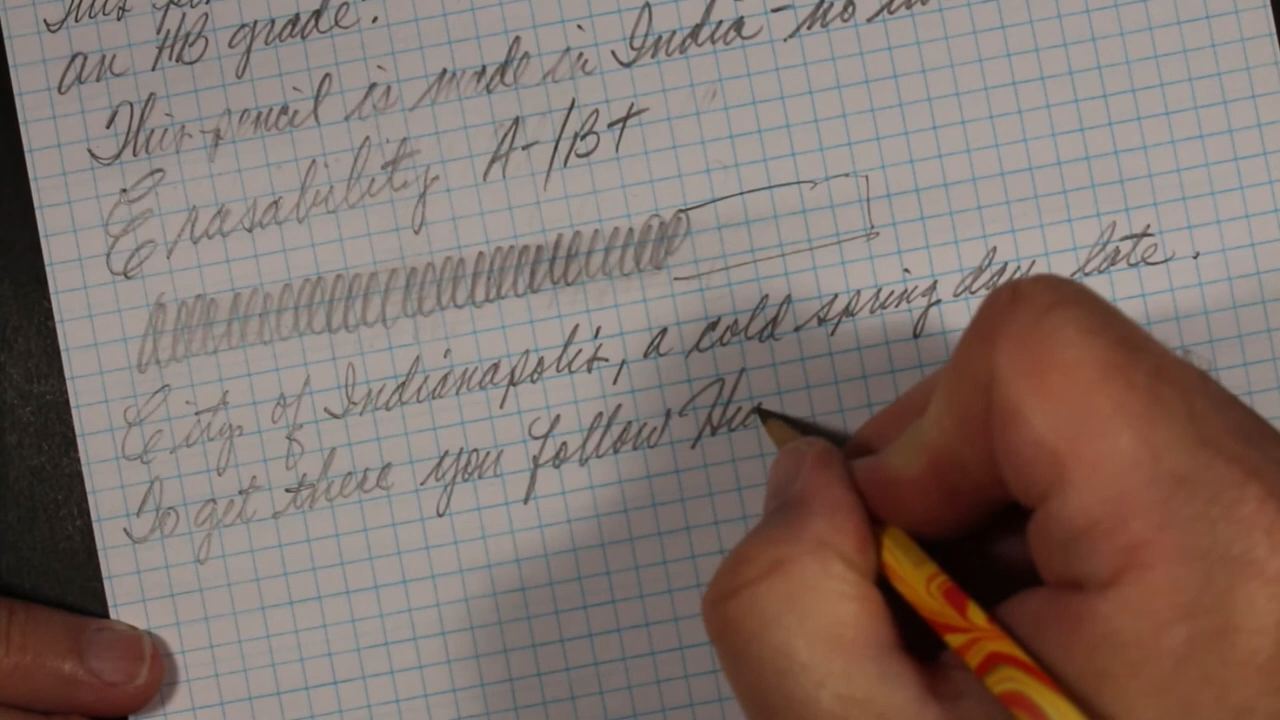 This
an HB grade.
This pencil is made in India - no
Erasability A-/B+
City of Indianapolis, a cold spring day late.
To get there you follow